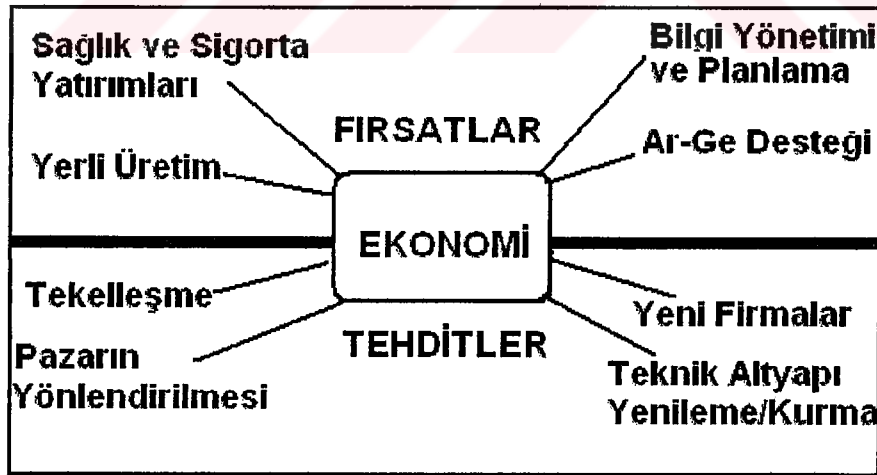 Sağlık ve Sigorta
Yatırımları
Bilgi Yönetimi
ve Planlama
FIRSATLAR
Yerli Üretim
Ar-Ge Desteği
EKONOMİ
Tekelleşme
Yeni Firmalar
TEHDİTLER
Pazarın
Yönlendirilmesi
Teknik Altyapı
Yenileme/Kurma